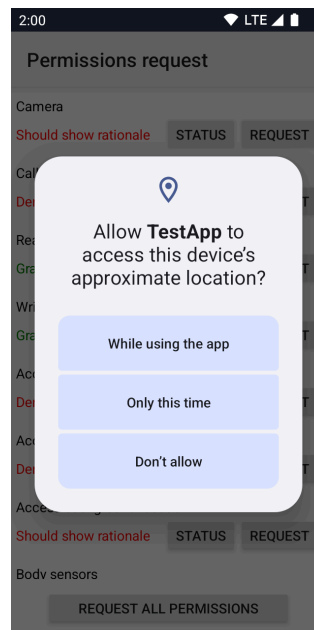 2:00 LTE
Permissions request
Camera
Should show rationale STATUS REQUEST
Allow TestApp to
access this device's
approximate location?
While using the app
Only this time
Don't allow
Should show rationale STATUS REQUEST
Body sensors
REQUEST ALL PERMISSIONS